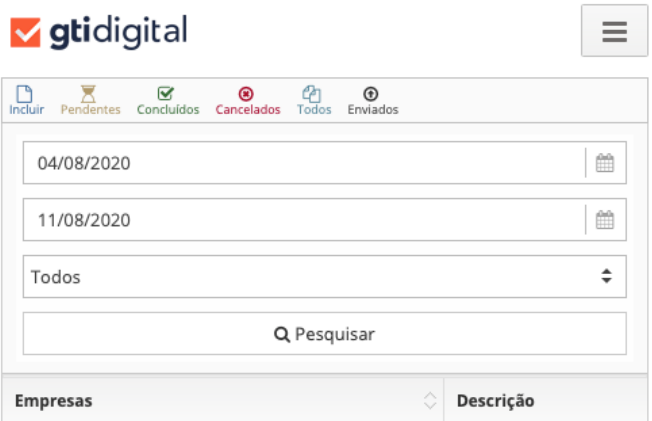 gtidigital
Incluir Pendentes Concluídos Cancelados Todos Enviados
04/08/2020
11/08/2020
Todos
Pesquisar
Empresas Descrição